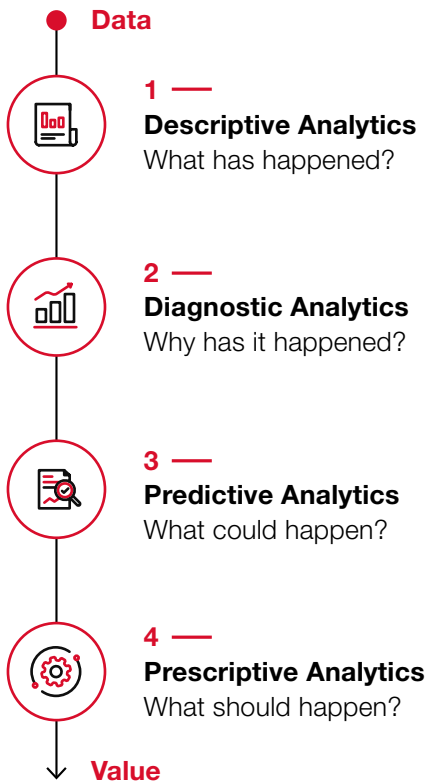 Data
1 —
Descriptive Analytics
What has happened?
2 —
Diagnostic Analytics
Why has it happened?
3 —
Predictive Analytics
What could happen?
4 —
Prescriptive Analytics
What should happen?
Value